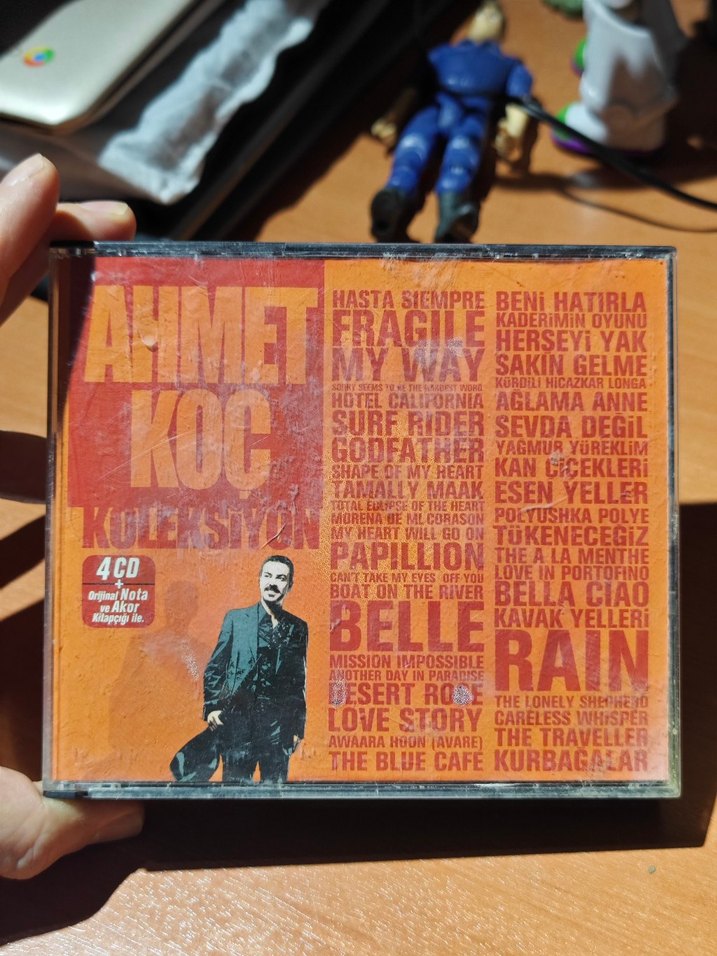 AHMET
KOÇ
KOLEKSİYON
4 CD
+
Orijinal Nota
ve Akor
Kitapçığı ile.
HASTA SIEMPRE
FRAGILE
MY WAY
SORRY SEEMS TO BE THE HARDEST WORD
HOTEL CALIFORNIA
SURF RIDER
GODFATHER
SHAPE OF MY HEART
TAMALLY MAAK
TOTAL ECLIPSE OF THE HEART
MORENA DE MI CORASON
MY HEART WILL GO ON
PAPILLION
CAN'T TAKE MY EYES OFF YOU
BOAT ON THE RIVER
BELLE
MISSION IMPOSSIBLE
ANOTHER DAY IN PARADISE
DESERT ROSE
LOVE STORY
AWAARA HOON (AVARE)
THE BLUE CAFE
BENİ HATIRLA
KADERİMİN OYUNU
HERSEYİ YAK
SAKIN GELME
KÜRDİLİ HİCAZKAR LONGA
AĞLAMA ANNE
SEVDA DEĞİL
YAĞMUR YÜREKLİM
KAN ÇİÇEKLERİ
ESEN YELLER
POLYUSHKA POLYE
TÜKENECEĞİZ
THE A LA MENTHE
LOVE IN PORTOFINO
BELLA CIAO
KAVAK YELLERİ
RAIN
THE LONELY SHEPHERD
CARELESS WHISPER
THE TRAVELLER
KURBAĞALAR